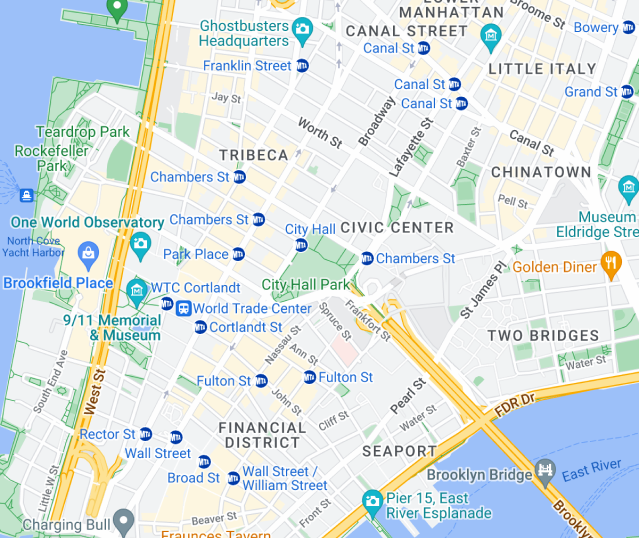 LOWER
MANHATTAN
Broome St
Ghostbusters
Headquarters
CANAL STREET
Bowery
Canal St
Franklin Street
LITTLE ITALY
Canal St
Grand St
Jay St
Canal St
Broadway
Teardrop Park
Worth St
Lafayette St
Baxter St
Canal St
Rockefeller
Park
TRIBECA
CHINATOWN
Chambers St
Pell St
One World Observatory
Chambers St
City Hall
CIVIC CENTER
Museum
Eldridge Stre
North Cove
Yacht Harbor
Park Place
Chambers St
Golden Diner
Brookfield Place
WTC Cortlandt
City Hall Park
St James Pl
World Trade Center
9/11 Memorial
& Museum
Cortlandt St
Spruce St
Frankfort St
TWO BRIDGES
Nassau St
Ann St
Water St
South End Ave
West St
Fulton St
Fulton St
John St
Pearl St
FDR Dr
Cliff St
Water St
Rector St
FINANCIAL
DISTRICT
Wall Street
SEAPORT
Little W St
Broad St
Wall Street /
William Street
Brooklyn Bridge
East River
Pier 15, East
River Esplanade
Charging Bull
Beaver St
Front St
Brooklyn
Fraunces Tavern